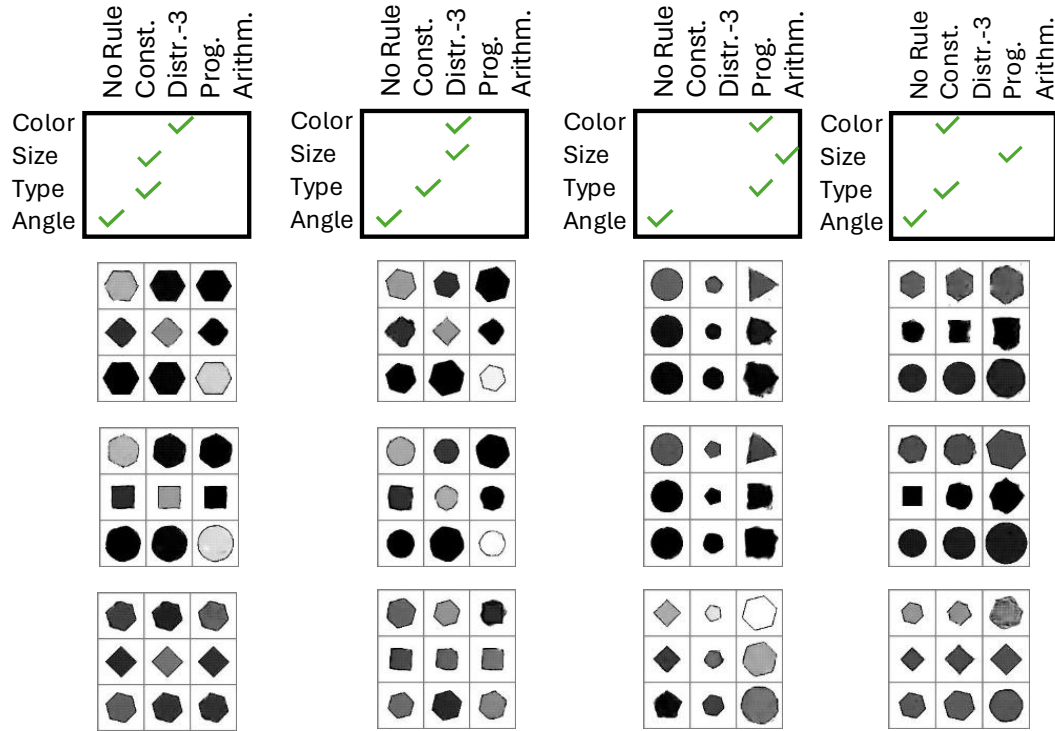 No Rule
Const.
Distr.-3
Prog.
Arithm.
Color
Size
Type
Angle
No Rule
Const.
Distr.-3
Prog.
Arithm.
Color
Size
Type
Angle
No Rule
Const.
Distr.-3
Prog.
Arithm.
Color
Size
Type
Angle
No Rule
Const.
Distr.-3
Prog.
Arithm.
Color
Size
Type
Angle